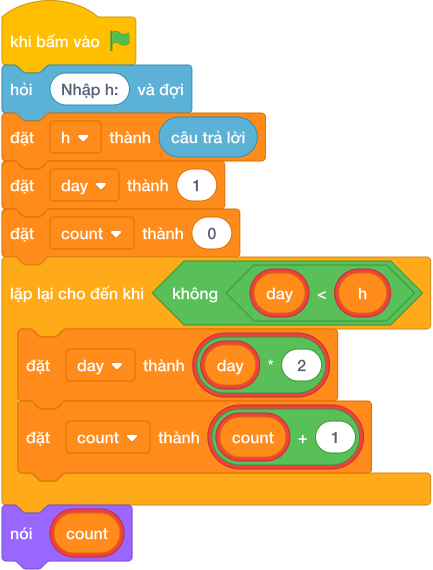 khi bấm vào
hỏi Nhập h: và đợi
đặt h thành câu trả lời
đặt day thành 1
đặt count thành 0
lặp lại cho đến khi không day < h
đặt day thành day * 2
đặt count thành count + 1
nói count